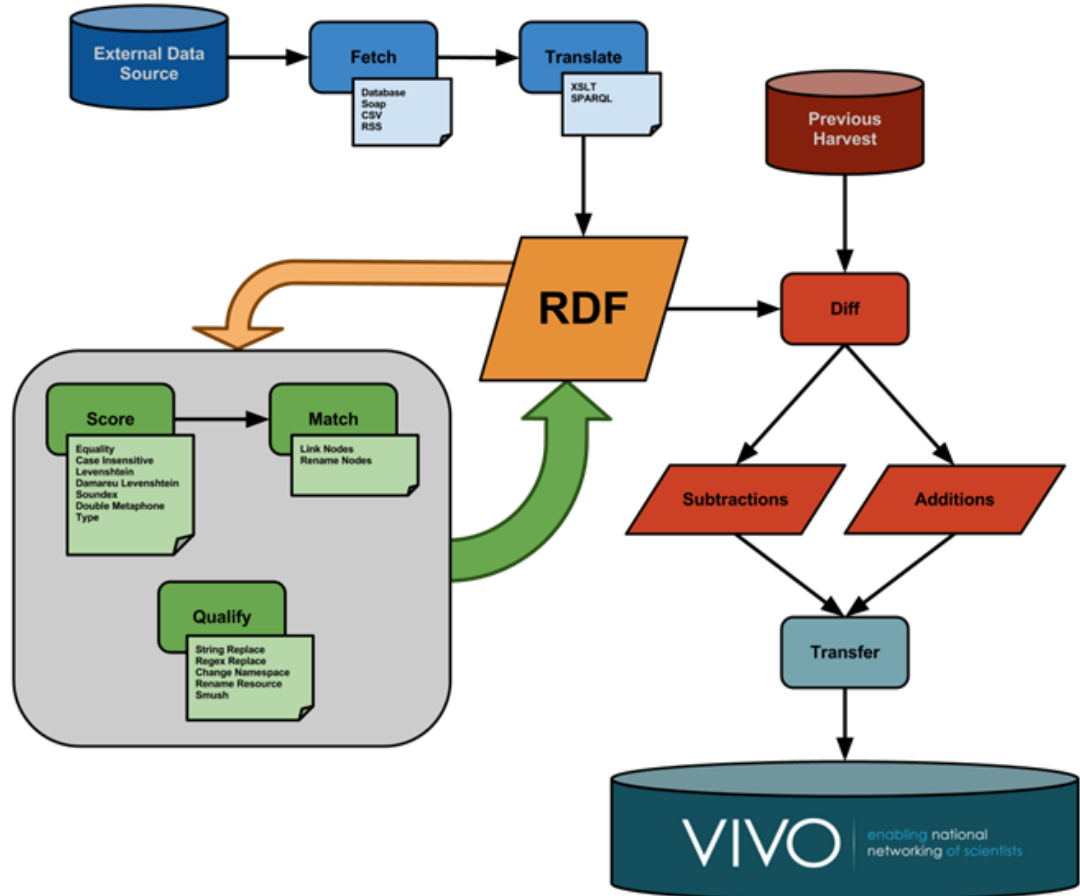 External Data
Source
Fetch
Database
Soap
CSV
RSS
Translate
XSLT
SPARQL
Previous
Harvest
RDF
Diff
Score
Equality
Case Insensitive
Levenshtein
Damareu Levenshtein
Soundex
Double Metaphone
Type
Match
Link Nodes
Rename Nodes
Subtractions
Additions
Qualify
String Replace
Regex Replace
Change Namespace
Rename Resource
Smush
Transfer
VIVO
enabling national
networking of scientists